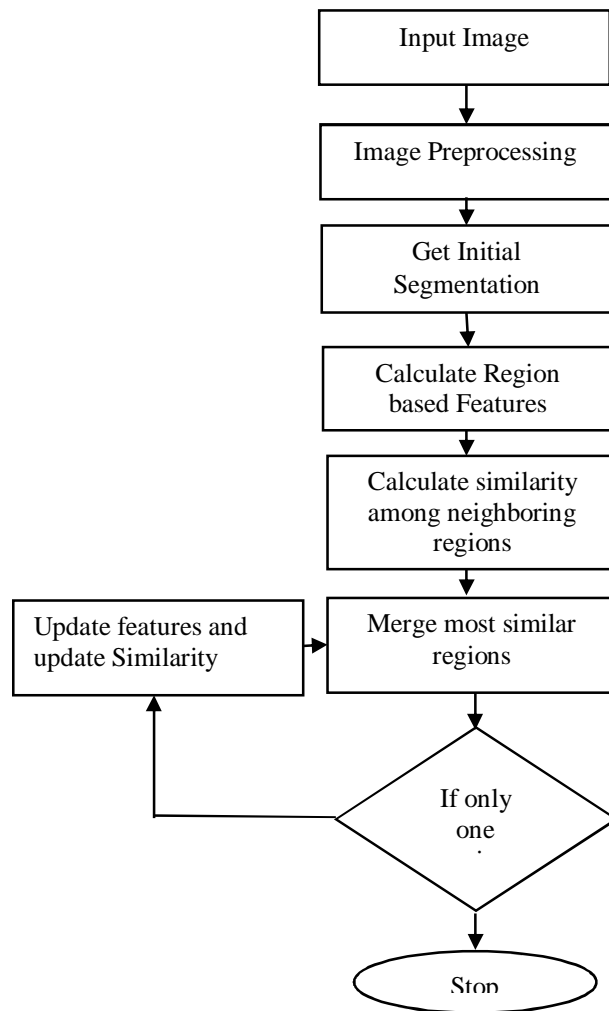 Input Image
Image Preprocessing
Get Initial
Segmentation
Calculate Region
based Features
Calculate similarity
among neighboring
regions
Update features and
update Similarity
Merge most similar
regions
If only
one
Stop